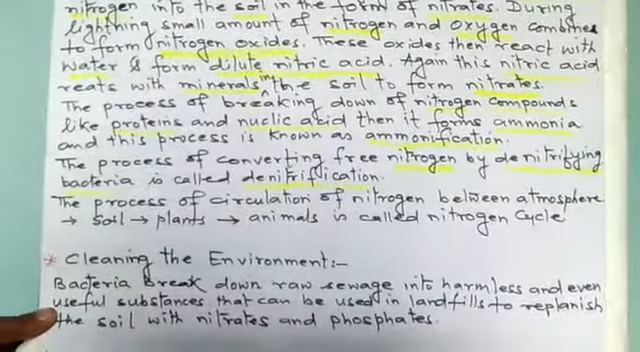 nitrogen into the soil in the form of nitrates. During
lightning small amount of nitrogen and oxygen combines
to form nitrogen oxides. These oxides then react with
water & form dilute nitric acid. Again this nitric acid
reats with minerals in the soil to form nitrates.
The process of breaking down of nitrogen compounds
like proteins and nuclic acid then it forms ammonia
and this process is known as ammonification.
The process of converting free nitrogen by denitrifying
bacteria is called denitrification.
The process of circulation of nitrogen between atmosphere
→ soil → plants → animals is called nitrogen cycle
* Cleaning the Environment:-
Bacteria break down raw sewage into harmless and even
useful substances that can be used in landfills to replanish
the soil with nitrates and phosphates.